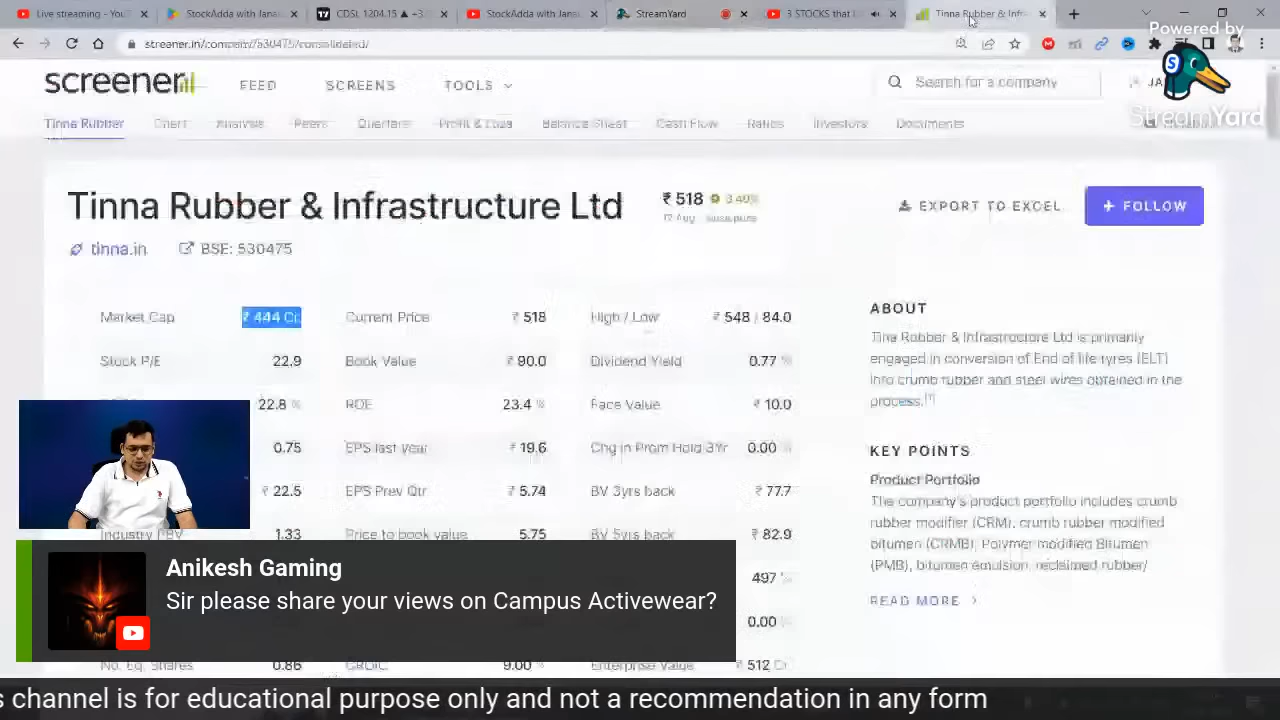 Live streaming - YouT
StockAdda with Janak
CDSL 1204.15 ▲ +3
StockAdda with Janak
StreamYard
3 STOCKS that
Tinna Rubber & Infra
Powered by
StreamYard
screener
FEED
SCREENS
TOOLS
Search for a company
Tinna Rubber
Chart
Analysis
Peers
Quarters
Profit & Loss
Balance Sheet
Cash Flow
Ratios
Investors
Documents
Tinna Rubber & Infrastructure Ltd
₹ 518
3.49%
EXPORT TO EXCEL
+ FOLLOW
tinna.in
BSE: 530475
Market Cap ₹ 444 Cr.
Current Price ₹ 518
High / Low ₹ 548 / 84.0
Stock P/E 22.9
Book Value ₹ 90.0
Dividend Yield 0.77 %
22.8 %
ROE 23.4 %
Face Value ₹ 10.0
0.75
EPS last year ₹ 19.6
Chg in Prom Hold 3Yr 0.00 %
₹ 22.5
EPS Prev Qtr ₹ 5.74
BV 3yrs back ₹ 77.7
Industry PBV 1.33
Price to book value 5.75
BV 5yrs back ₹ 82.9
497 %
0.00 %
No. Eq. Shares 0.86
CROIC 9.00 %
Enterprise Value ₹ 512 Cr.
ABOUT
Tinna Rubber & Infrastructure Ltd is primarily
engaged in conversion of End of life tyres (ELT)
into crumb rubber and steel wires obtained in the
process.[1]
KEY POINTS
Product Portfolio
The company's product portfolio includes crumb
rubber modifier (CRM), crumb rubber modified
bitumen (CRMB), Polymer modified Bitumen
(PMB), bitumen emulsion, reclaimed rubber/
READ MORE
Anikesh Gaming
Sir please share your views on Campus Activewear?
s channel is for educational purpose only and not a recommendation in any form